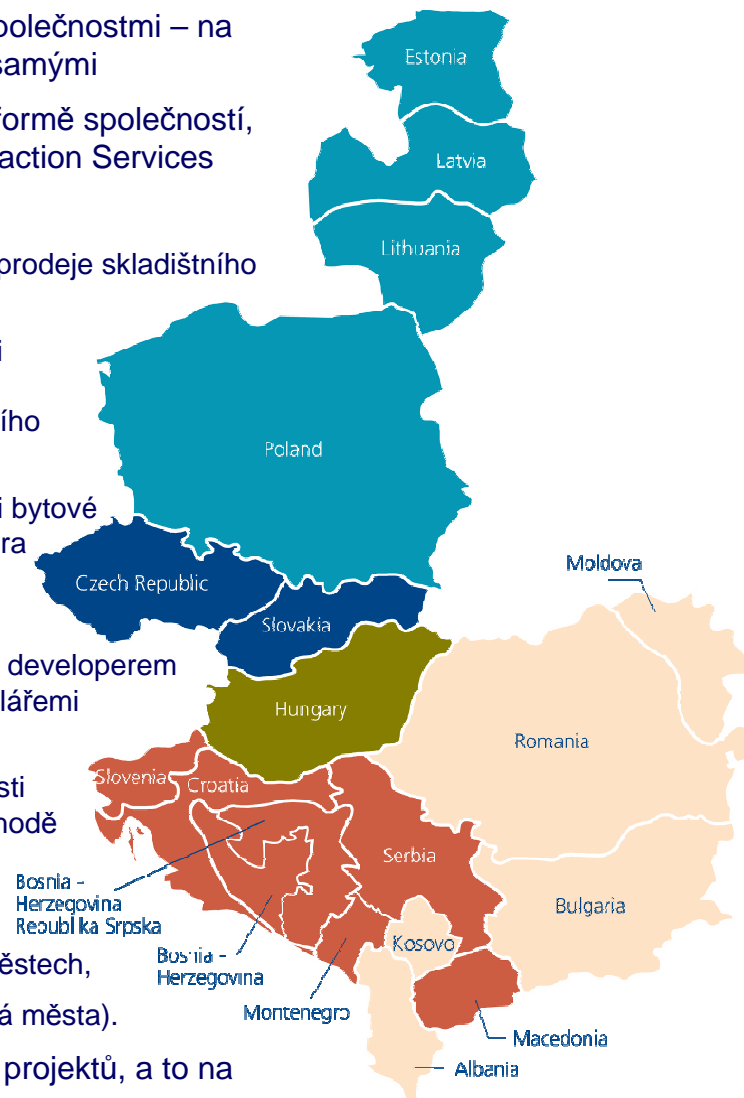 polečnostmi – na
samými
formě společností,
action Services
prodeje skladištního
i
ího
i bytové
ra
developerem
lářemi
sti
hodě
ěstech,
á města).
projektů, a to na
Estonia
Latvia
Lithuania
Poland
Czech Republic
Slovakia
Hungary
Moldova
Romania
Slovenia
Croatia
Serbia
Bosnia -
Herzegovina
Republika Srpska
Bosnia -
Herzegovina
Montenegro
Kosovo
Bulgaria
Macedonia
Albania